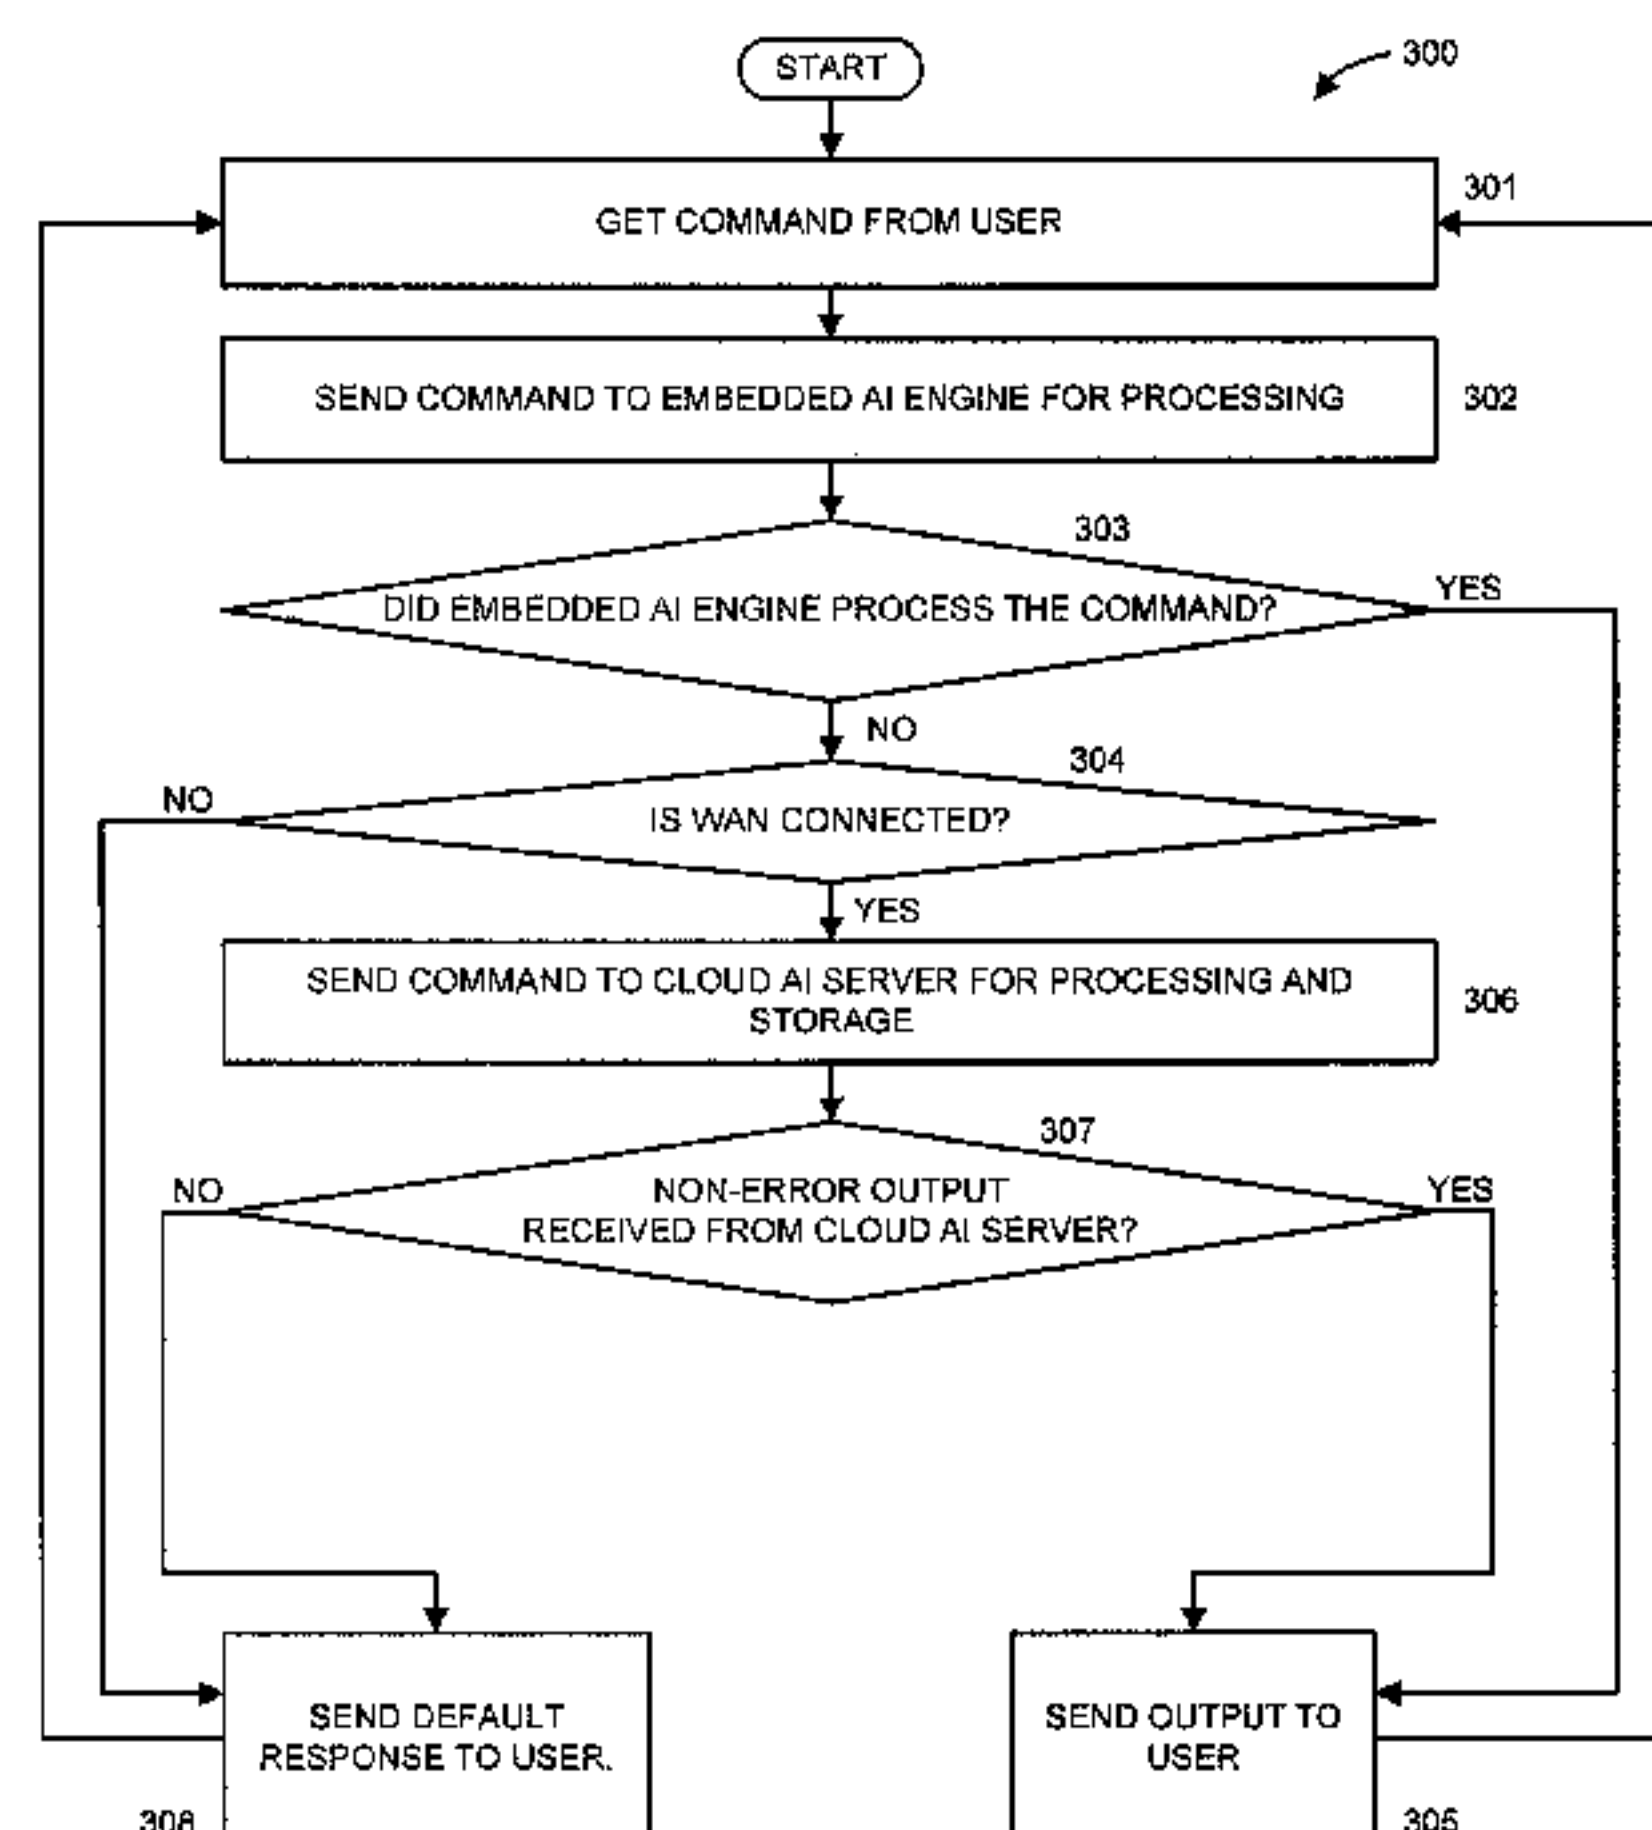 START
300
GET COMMAND FROM USER
301
SEND COMMAND TO EMBEDDED AI ENGINE FOR PROCESSING
302
303
DID EMBEDDED AI ENGINE PROCESS THE COMMAND?
YES
NO
304
NO
IS WAN CONNECTED?
YES
SEND COMMAND TO CLOUD AI SERVER FOR PROCESSING AND
STORAGE
306
307
NO
NON-ERROR OUTPUT
RECEIVED FROM CLOUD AI SERVER?
YES
SEND DEFAULT
RESPONSE TO USER.
308
SEND OUTPUT TO
USER
305